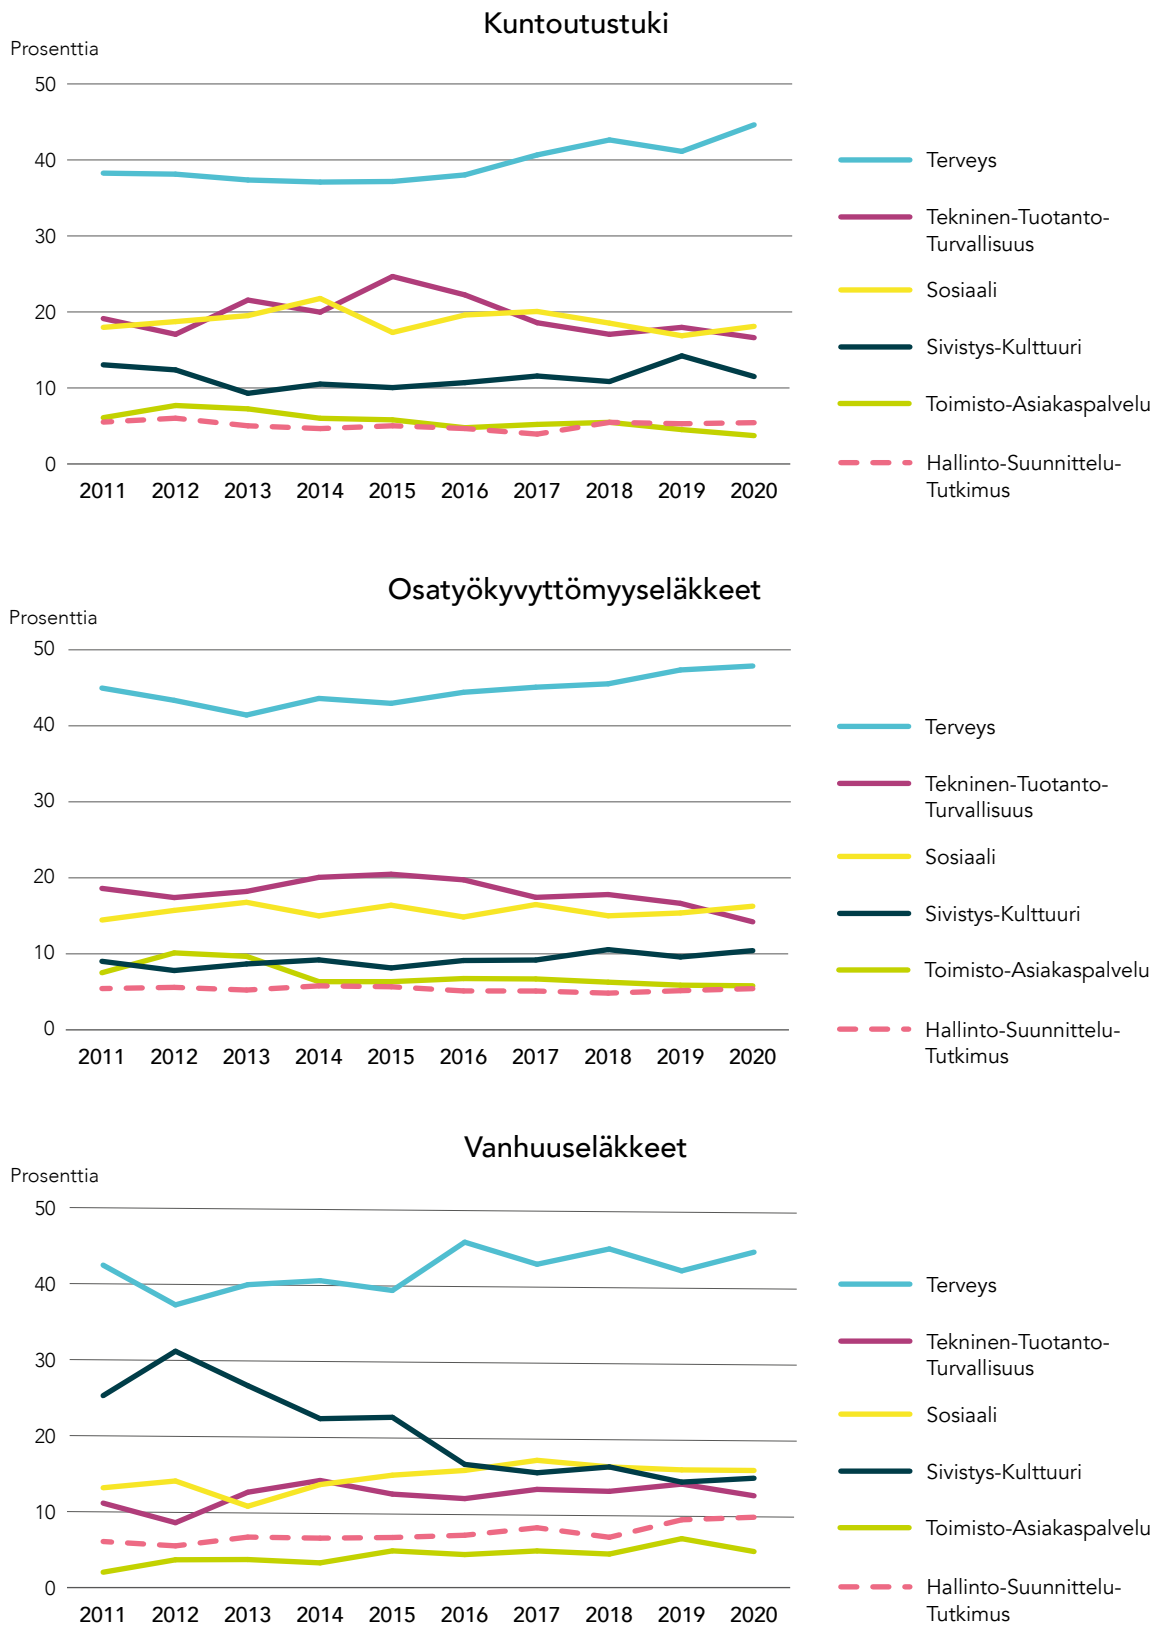 Kuntoutustuki
Prosenttia
50
40
30
20
10
0
2011 2012 2013 2014 2015 2016 2017 2018 2019 2020
Terveys
Tekninen-Tuotanto-
Turvallisuus
Sosiaali
Sivistys-Kulttuuri
Toimisto-Asiakaspalvelu
Hallinto-Suunnittelu-
Tutkimus
Osatyökyvyttömyyseläkkeet
Prosenttia
50
40
30
20
10
0
2011 2012 2013 2014 2015 2016 2017 2018 2019 2020
Terveys
Tekninen-Tuotanto-
Turvallisuus
Sosiaali
Sivistys-Kulttuuri
Toimisto-Asiakaspalvelu
Hallinto-Suunnittelu-
Tutkimus
Vanhuuseläkkeet
Prosenttia
50
40
30
20
10
0
2011 2012 2013 2014 2015 2016 2017 2018 2019 2020
Terveys
Tekninen-Tuotanto-
Turvallisuus
Sosiaali
Sivistys-Kulttuuri
Toimisto-Asiakaspalvelu
Hallinto-Suunnittelu-
Tutkimus